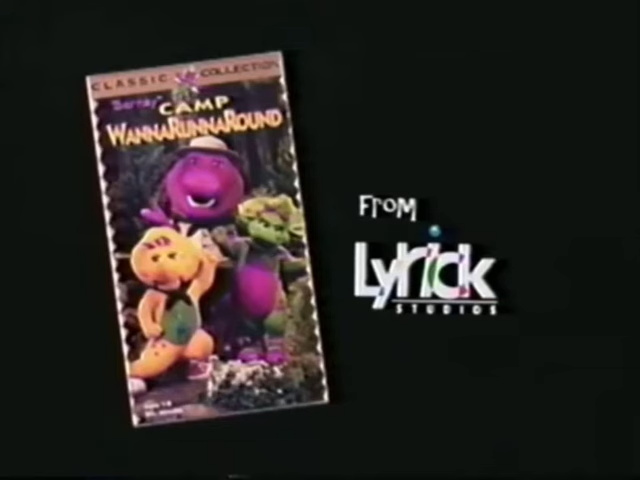 CLASSIC COLLECTION
Barney
CAMP
WANNARUNNAROUND
FROM
Lyrick
STUDIOS